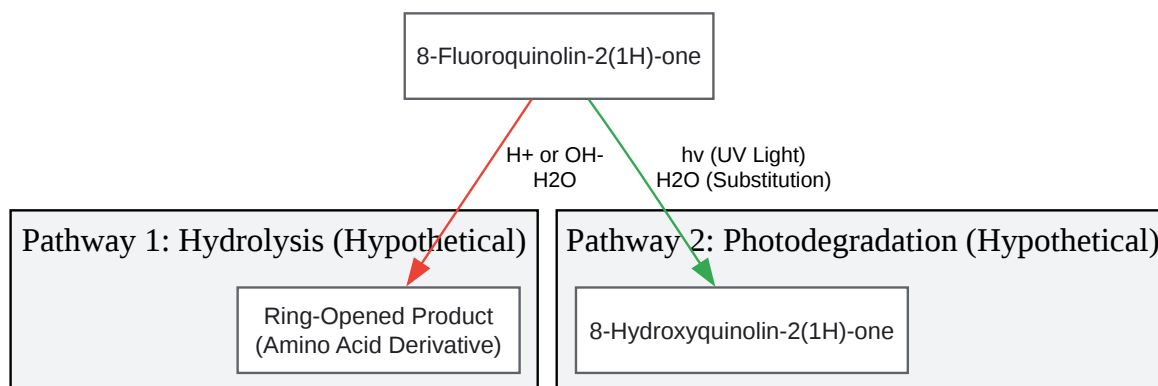 8-Fluoroquinolin-2(1H)-one
H+ or OH-
H2O
hv (UV Light)
H2O (Substitution)
Pathway 1: Hydrolysis (Hypothetical)
Pathway 2: Photodegradation (Hypothetical)
Ring-Opened Product
(Amino Acid Derivative)
8-Hydroxyquinolin-2(1H)-one